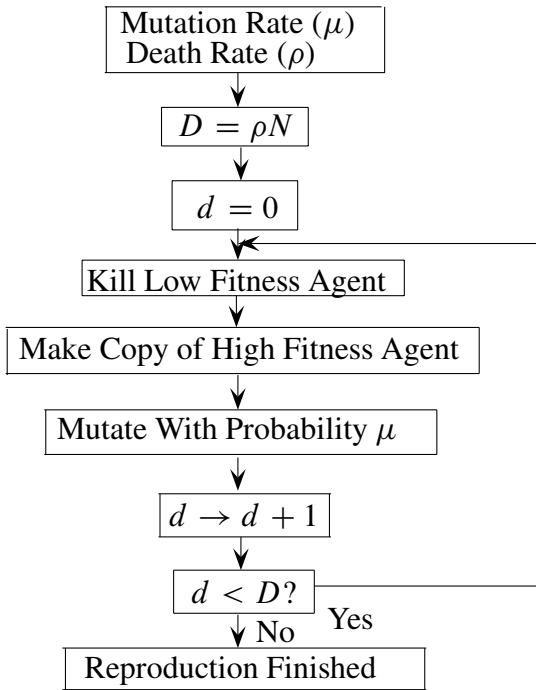 Mutation Rate (μ)
Death Rate (ρ)
D = ρN
d = 0
Kill Low Fitness Agent
Make Copy of High Fitness Agent
Mutate With Probability μ
d → d + 1
d < D?
Yes
No
Reproduction Finished